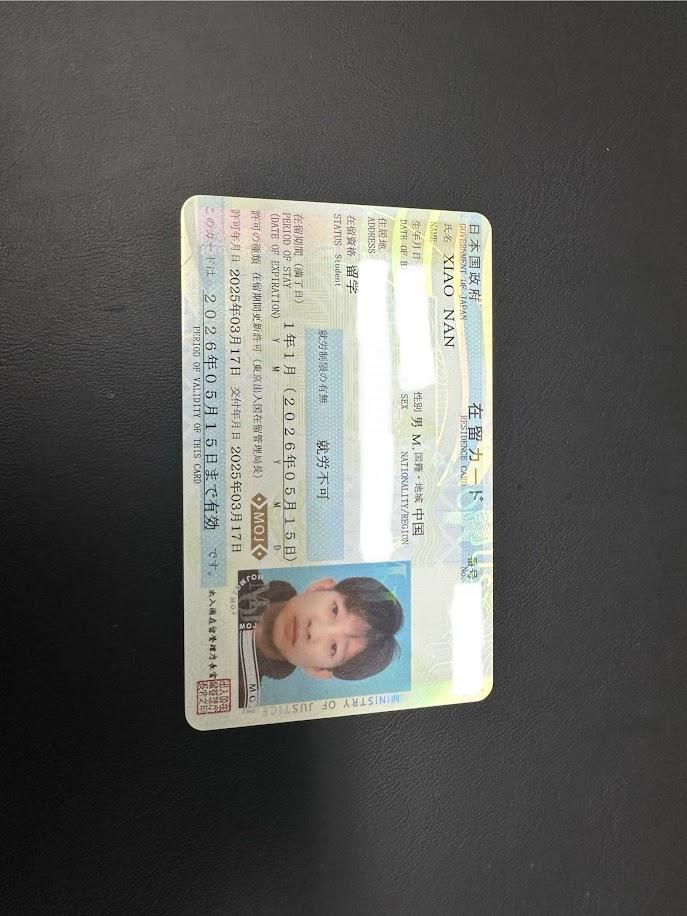 日本国政府 在留カード 番号
GOVERNMENT OF JAPAN RESIDENCE CARD No.
氏名 XIAO NAN
NAME
生年月日 性別 男 M. 国籍・地域 中国
DATE OF B SEX NATIONALITY/REGION
住居地
ADDRESS
在留資格 留学
STATUS Student
就労制限の有無 就労不可
在留期間(満了日) 1年1月(2026年05月15日)
PERIOD OF STAY Y M Y M D
(DATE OF EXPIRATION)
許可の種類 在留期間更新許可(東京出入国在留管理局長)
許可年月日 2025年03月17日 交付年月日 2025年03月17日
このカードは 2026年05月15日まで有効 です。
PERIOD OF VALIDITY OF THIS CARD
MOJ
出入国在留管理庁長官
MINISTRY OF JUSTICE